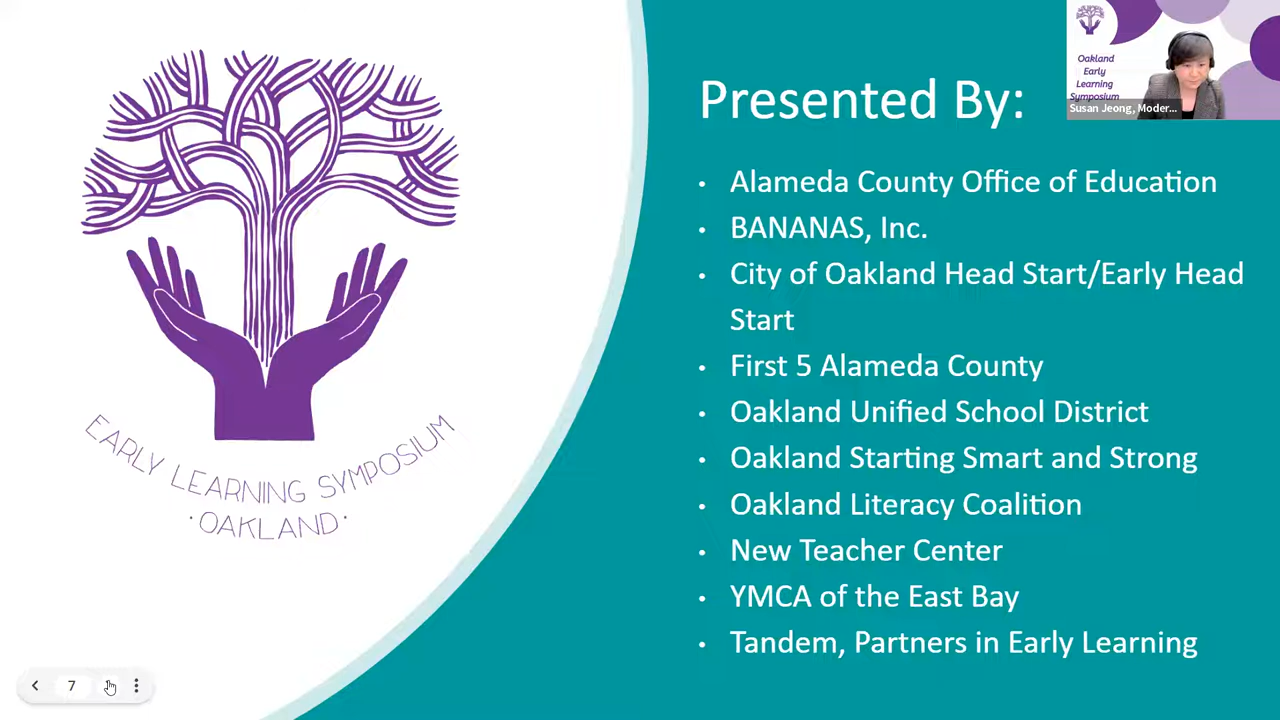 Presented By:
• Alameda County Office of Education
• BANANAS, Inc.
• City of Oakland Head Start/Early Head
Start
• First 5 Alameda County
• Oakland Unified School District
• Oakland Starting Smart and Strong
• Oakland Literacy Coalition
• New Teacher Center
• YMCA of the East Bay
• Tandem, Partners in Early Learning
EARLY LEARNING SYMPOSIUM
·OAKLAND·
Oakland
Early
Learning
Symposium
Susan Jeong, Moder...
7